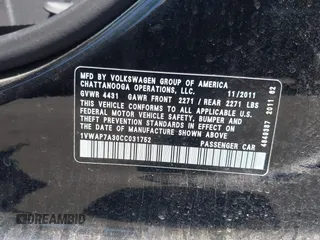 MFD BY VOLKSWAGEN GROUP OF AMERICA
CHATTANOOGA OPERATIONS, LLC. 11/2011
GVWR 4431 GAWR FRONT 2271 / REAR 2271 LBS
THIS VEHICLE CONFORMS TO ALL APPLICABLE U.S.
FEDERAL MOTOR VEHICLE SAFETY, BUMPER, AND
THEFT PREVENTION STANDARDS IN EFFECT ON THE
DATE OF MANUFACTURE SHOWN ABOVE.
1VWAP7A30CC031752 PASSENGER CAR
2011 02
DREAMBID